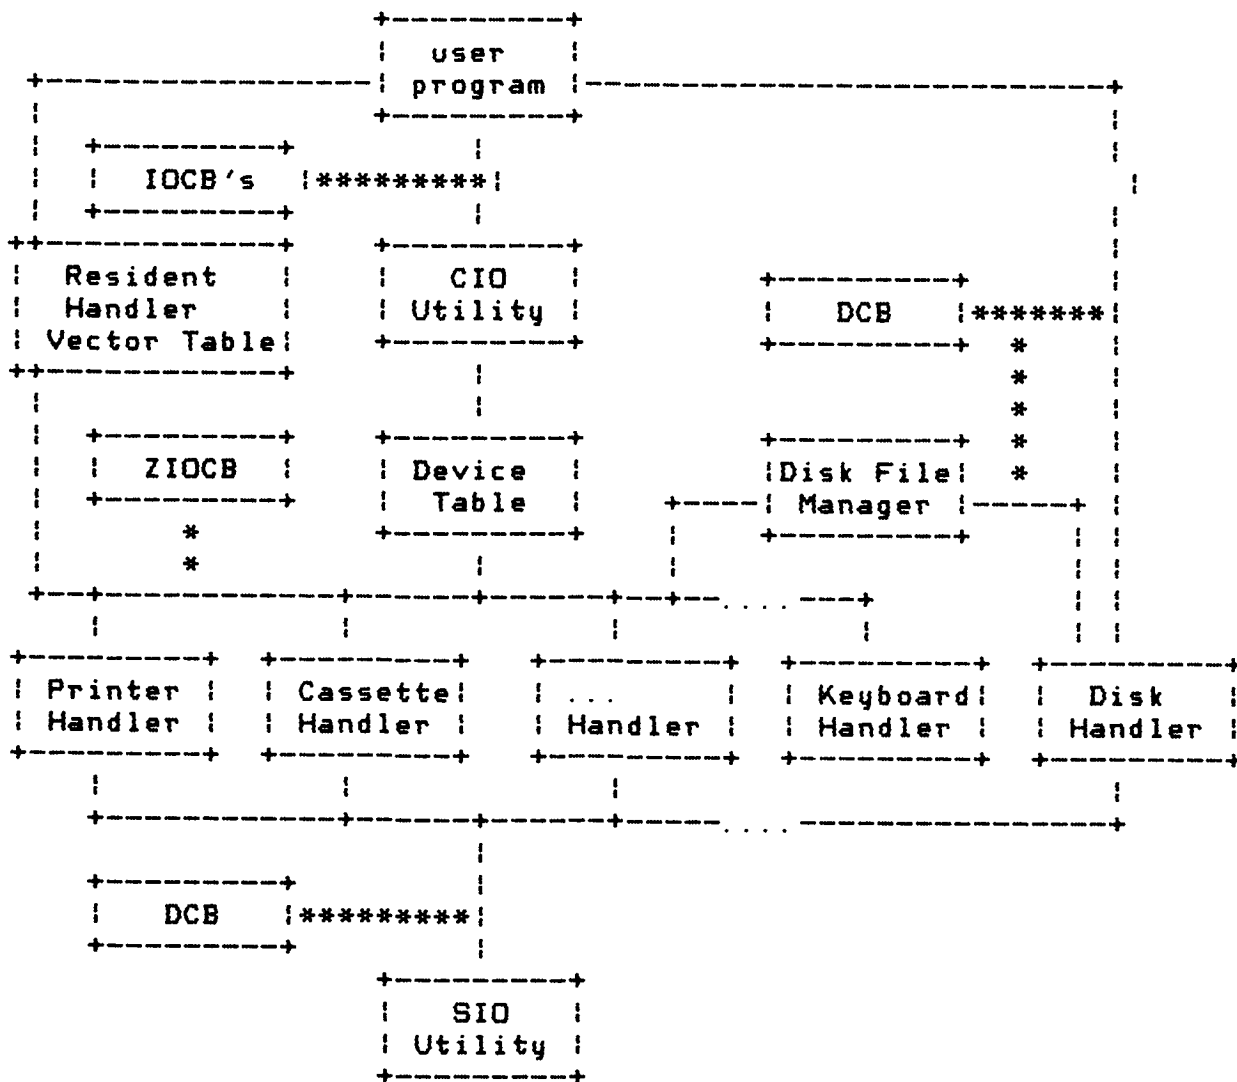 user
program
IOCB's
Resident
Handler
Vector Table
CIO
Utility
DCB
ZIOCB
Device
Table
Disk File
Manager
....
Printer
Handler
Cassette
Handler
...
Handler
Keyboard
Handler
Disk
Handler
....
DCB
SIO
Utility